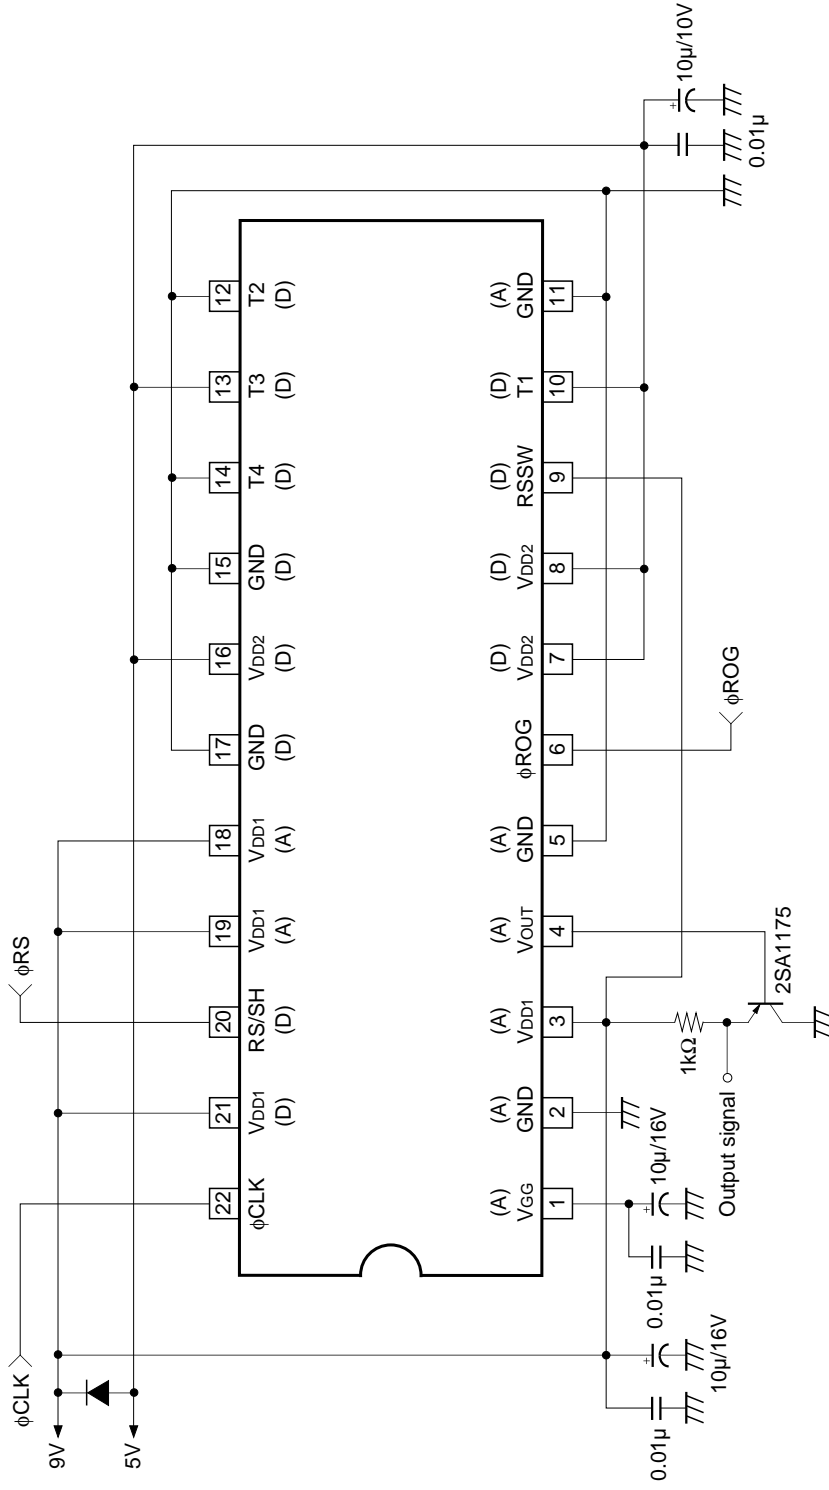 φCLK
φRS
9V
5V
22 21 20 19 18 17 16 15 14 13 12
φCLK VDD1 RS/SH VDD1 VDD1 GND VDD2 GND T4 T3 T2
(D) (D) (A) (A) (D) (D) (D) (D) (D) (D)
(A) (A) (A) (A) (A) (D) (D) (D) (D) (A)
VGG GND VDD1 VOUT GND φROG VDD2 VDD2 RSSW T1 GND
1 2 3 4 5 6 7 8 9 10 11
0.01µ
+
10µ/16V
0.01µ
+
10µ/16V
1kΩ
Output signal
2SA1175
φROG
0.01µ
+
10µ/10V